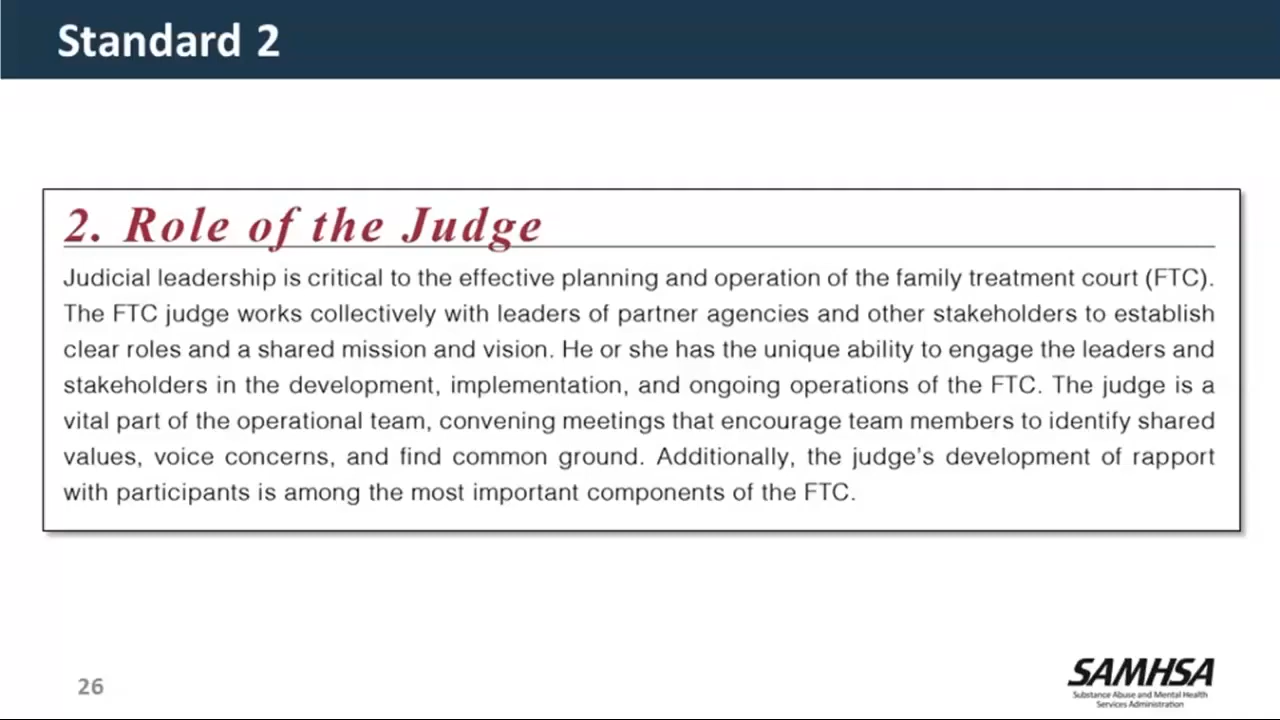 Standard 2
2. Role of the Judge
Judicial leadership is critical to the effective planning and operation of the family treatment court (FTC).
The FTC judge works collectively with leaders of partner agencies and other stakeholders to establish
clear roles and a shared mission and vision. He or she has the unique ability to engage the leaders and
stakeholders in the development, implementation, and ongoing operations of the FTC. The judge is a
vital part of the operational team, convening meetings that encourage team members to identify shared
values, voice concerns, and find common ground. Additionally, the judge's development of rapport
with participants is among the most important components of the FTC.
26
SAMHSA
Substance Abuse and Mental Health
Services Administration